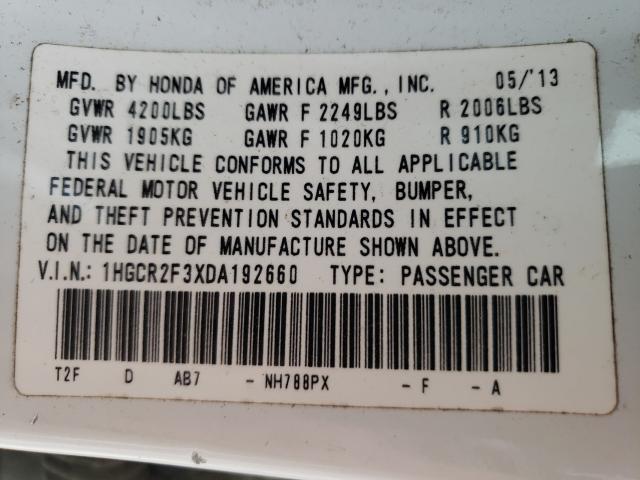 MFD. BY HONDA OF AMERICA MFG., INC. 05/'13
GVWR 4200LBS GAWR F 2249LBS R 2006LBS
GVWR 1905KG GAWR F 1020KG R 910KG
THIS VEHICLE CONFORMS TO ALL APPLICABLE
FEDERAL MOTOR VEHICLE SAFETY, BUMPER,
AND THEFT PREVENTION STANDARDS IN EFFECT
ON THE DATE OF MANUFACTURE SHOWN ABOVE.
V.I.N.: 1HGCR2F3XDA192660 TYPE: PASSENGER CAR
T2F D AB7 - NH788PX - F - A